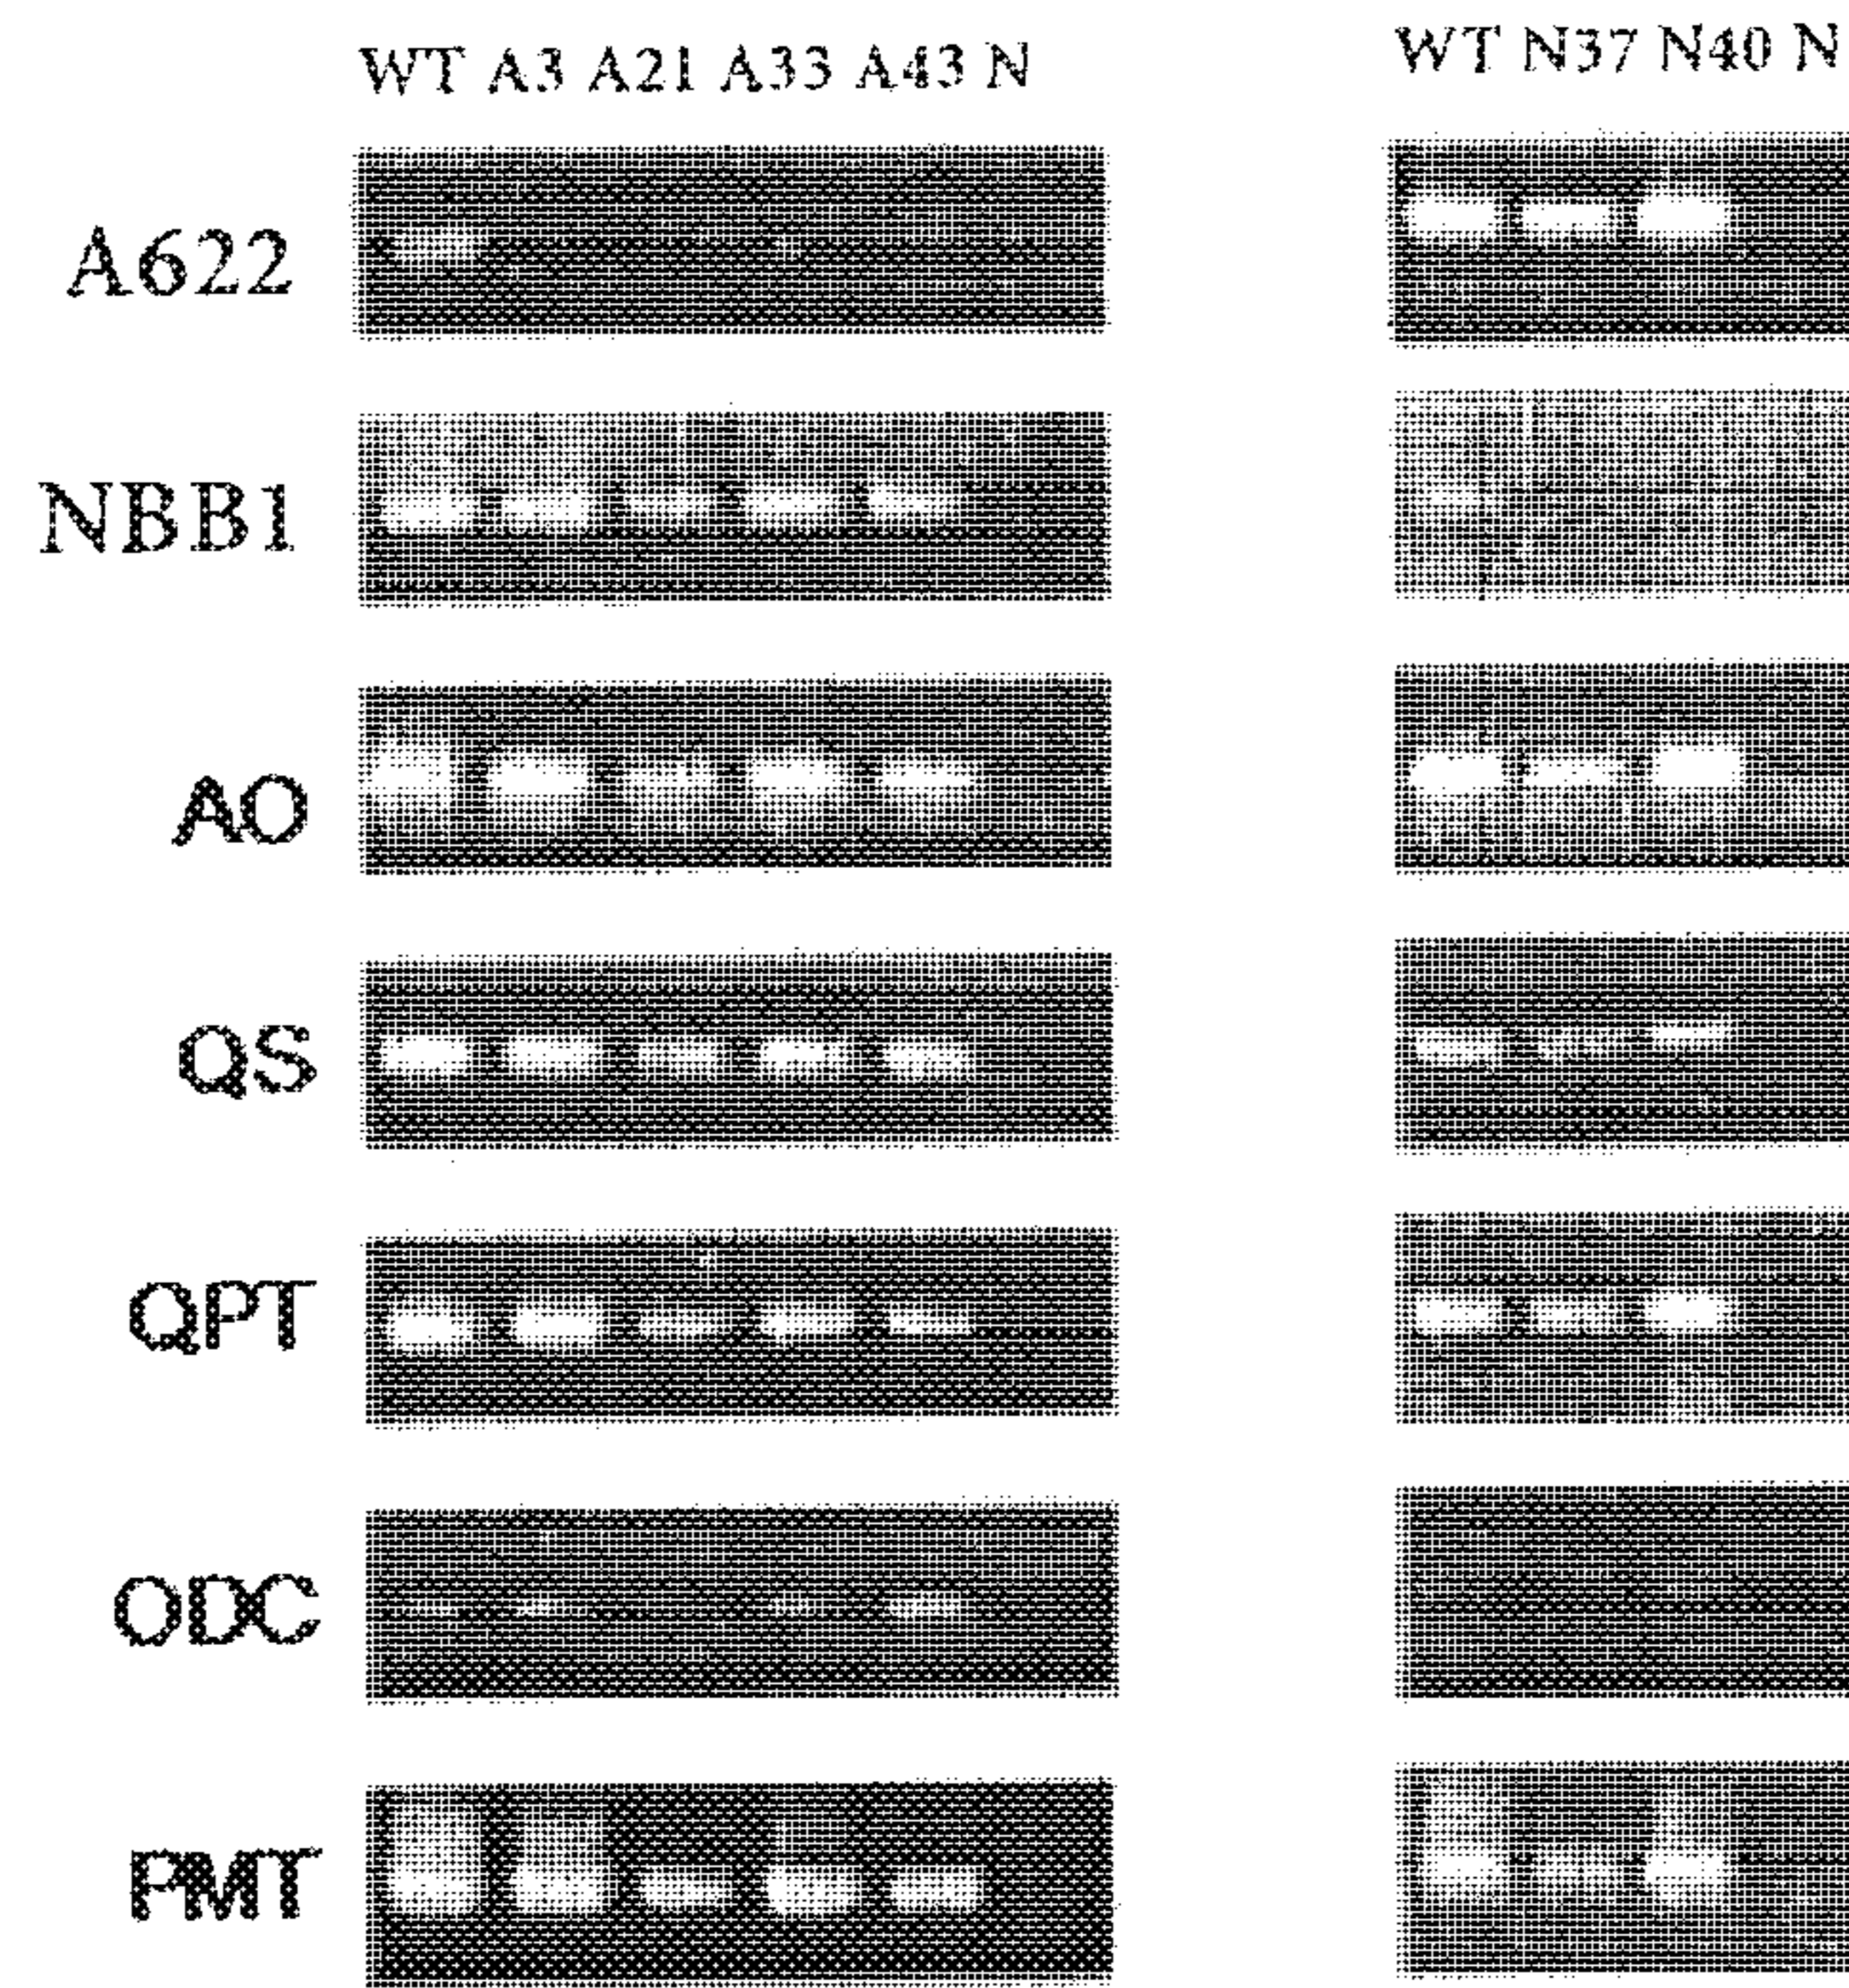 WT A3 A21 A33 A43 N
WT N37 N40 N
A622
NBB1
AO
QS
QPT
ODC
PMT